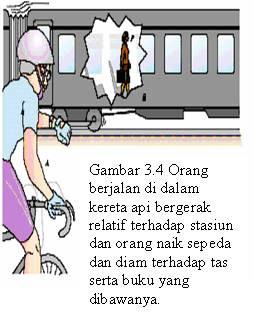 Gambar 3.4 Orang
berjalan di dalam
kereta api bergerak
relatif terhadap stasiun
dan orang naik sepeda
dan diam terhadap tas
serta buku yang
dibawanya.
A
B
P